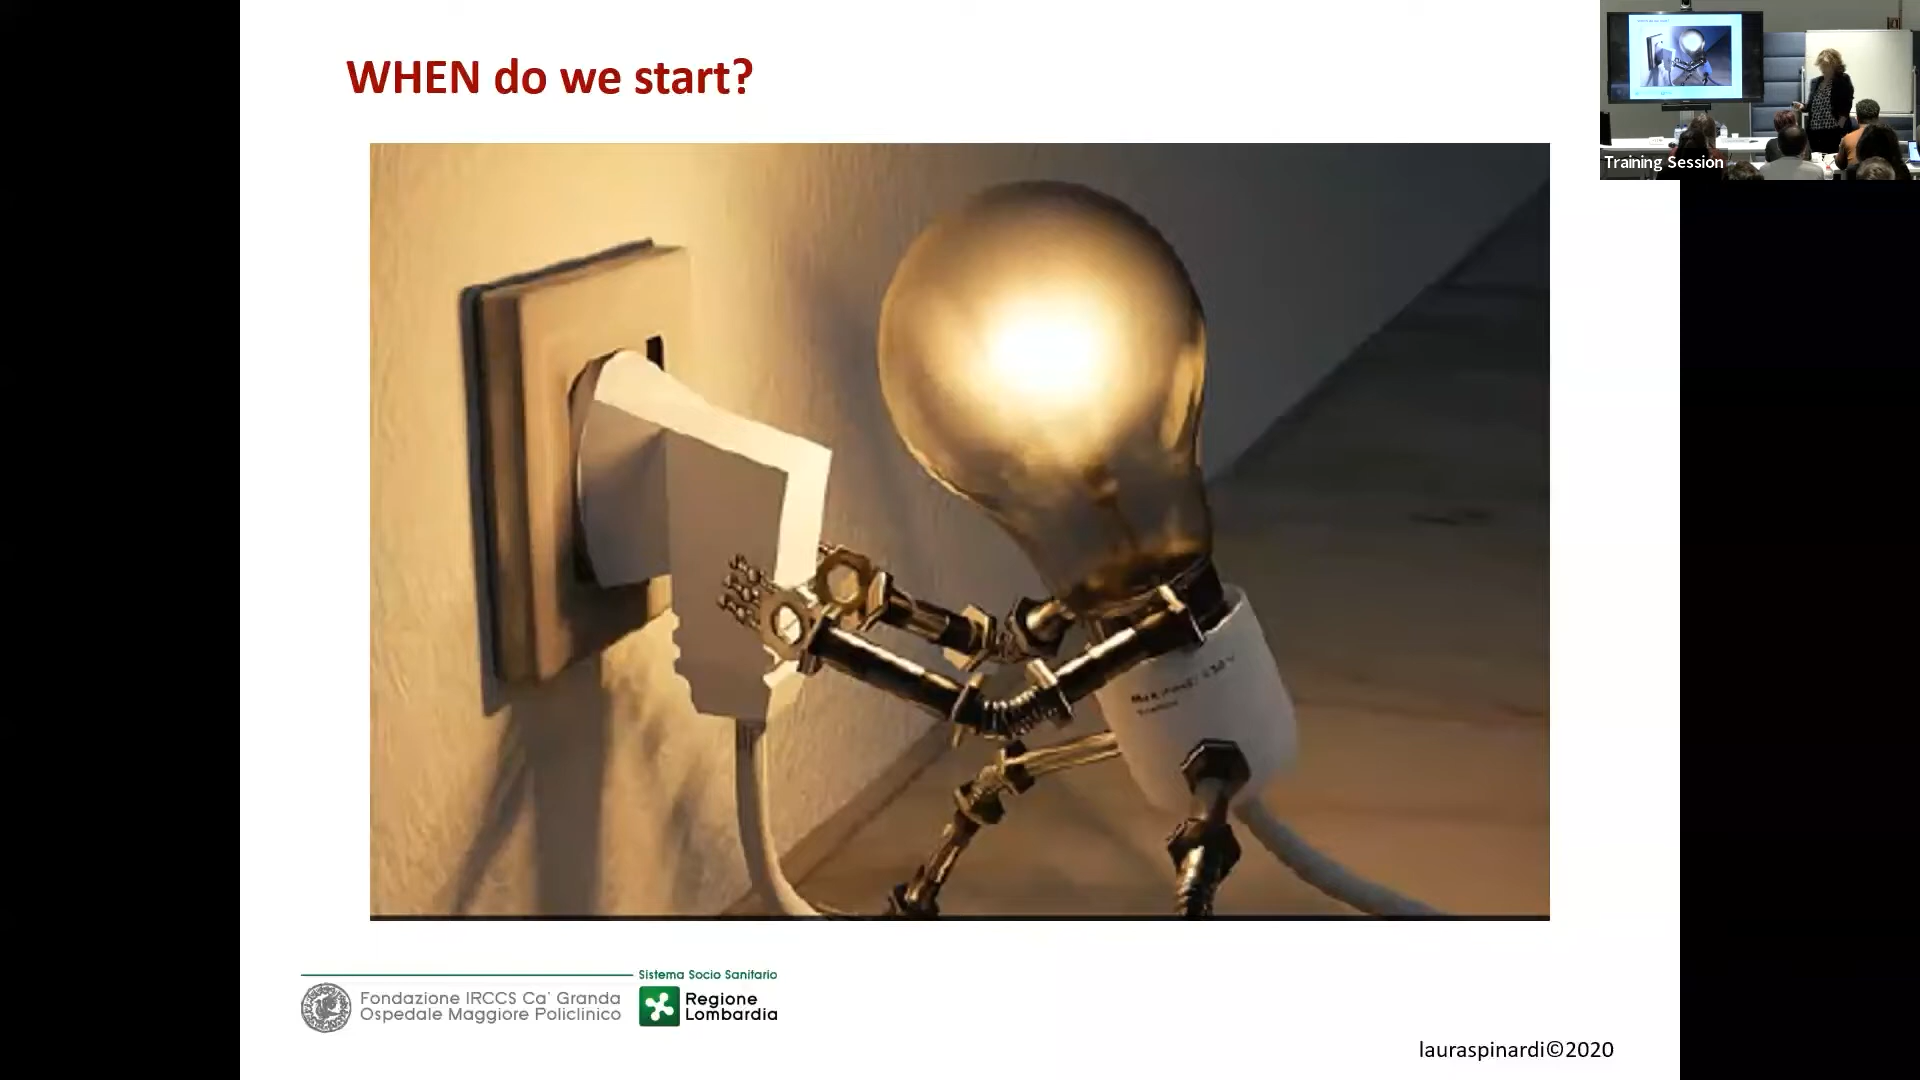 WHEN do we start?
Training Session
Sistema Socio Sanitario
Fondazione IRCCS Ca' Granda
Ospedale Maggiore Policlinico
Regione
Lombardia
lauraspinardi©2020